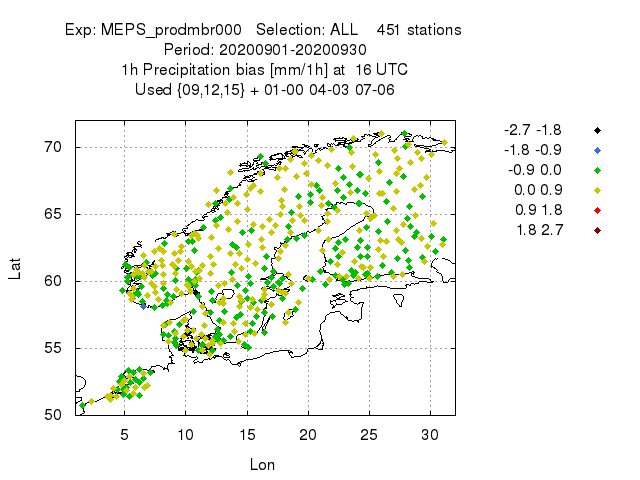 Exp: MEPS_prodmbr000 Selection: ALL 451 stations
Period: 20200901-20200930
1h Precipitation bias [mm/1h] at 16 UTC
Used {09,12,15} + 01-00 04-03 07-06
-2.7 -1.8
-1.8 -0.9
-0.9 0.0
0.0 0.9
0.9 1.8
1.8 2.7
70
65
60
55
50
Lat
5 10 15 20 25 30
Lon